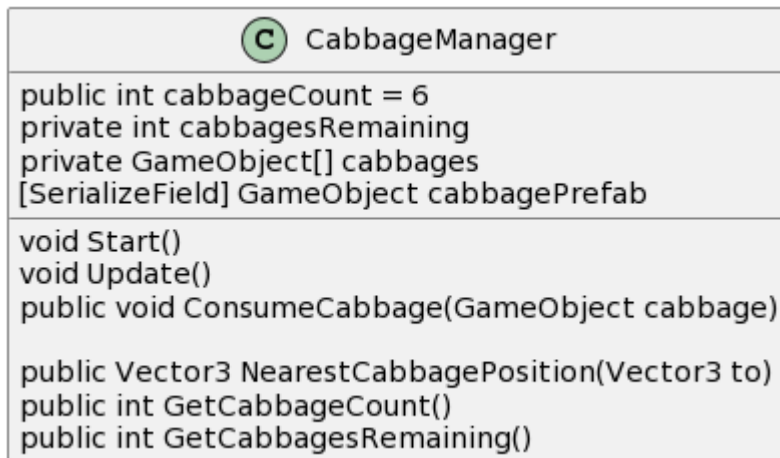 C CabbageManager
public int cabbageCount = 6
private int cabbagesRemaining
private GameObject[] cabbages
[SerializeField] GameObject cabbagePrefab
void Start()
void Update()
public void ConsumeCabbage(GameObject cabbage)
public Vector3 NearestCabbagePosition(Vector3 to)
public int GetCabbageCount()
public int GetCabbagesRemaining()